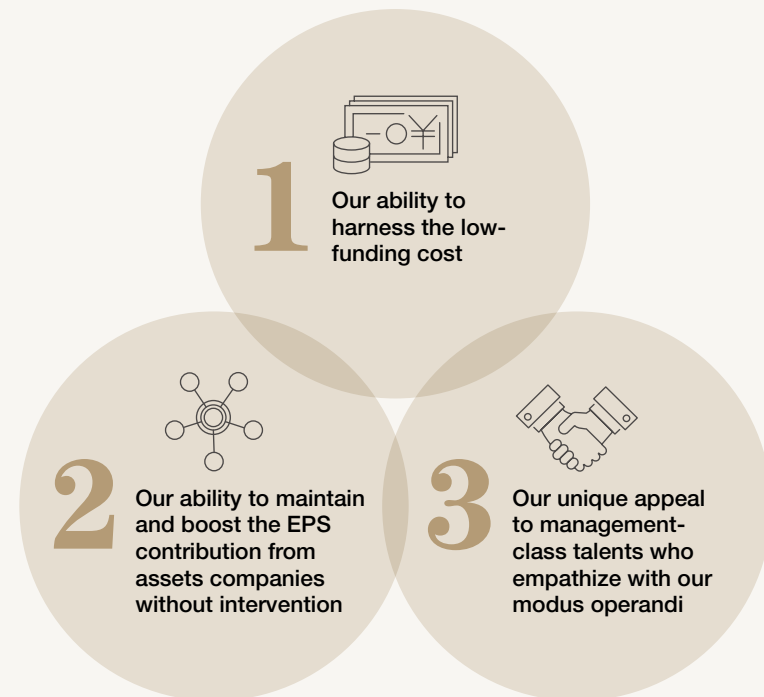 1
Our ability to
harness the low-
funding cost
2
Our ability to maintain
and boost the EPS
contribution from
assets companies
without intervention
3
Our unique appeal
to management-
class talents who
empathize with our
modus operandi